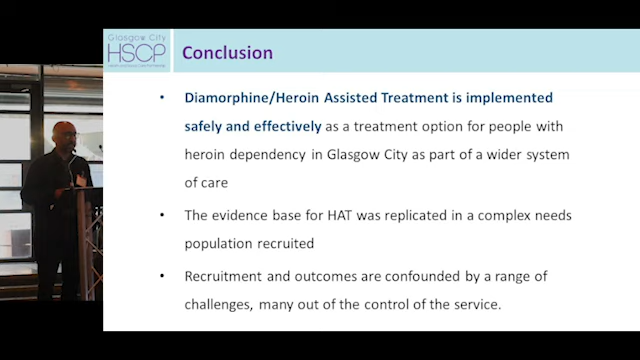 Glasgow City
HSCP
Conclusion
• Diamorphine/Heroin Assisted Treatment is implemented
safely and effectively as a treatment option for people with
heroin dependency in Glasgow City as part of a wider system
of care
• The evidence base for HAT was replicated in a complex needs
population recruited
• Recruitment and outcomes are confounded by a range of
challenges, many out of the control of the service.